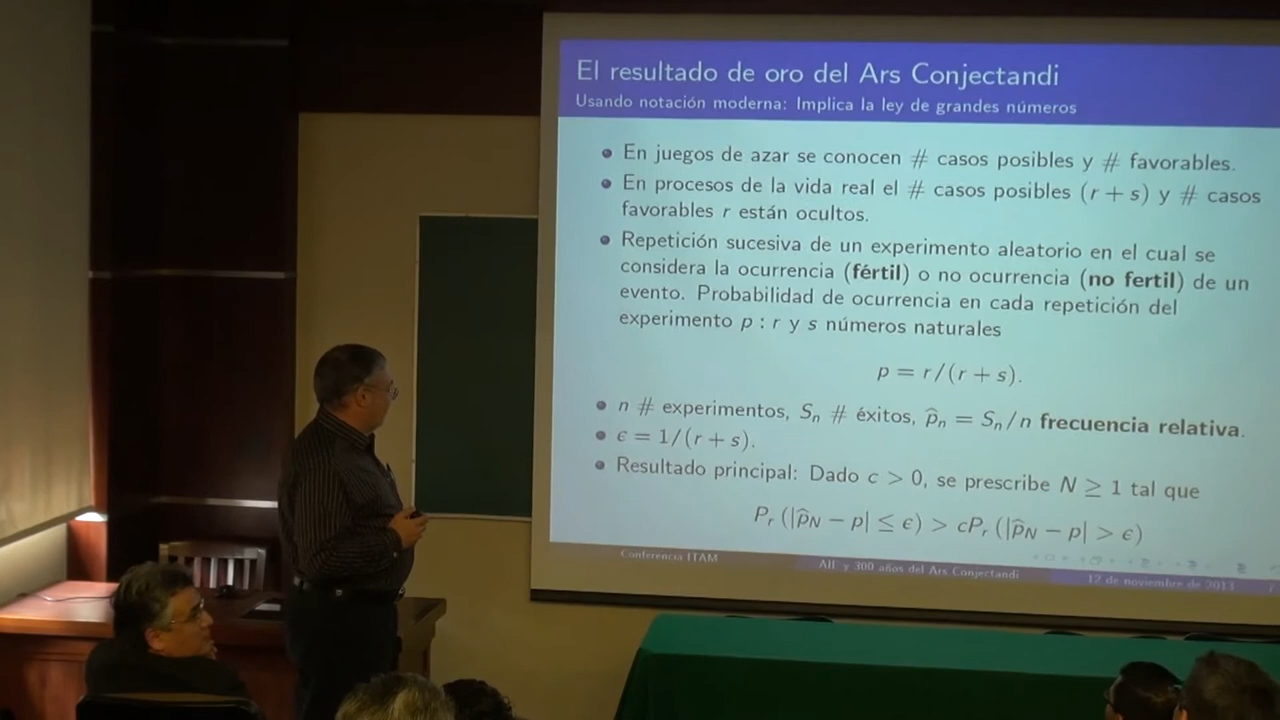 El resultado de oro del Ars Conjectandi
Usando notación moderna: Implica la ley de grandes números
En juegos de azar se conocen # casos posibles y # favorables.
En procesos de la vida real el # casos posibles (r + s) y # casos
favorables r están ocultos.
Repetición sucesiva de un experimento aleatorio en el cual se
considera la ocurrencia (fértil) o no ocurrencia (no fertil) de un
evento. Probabilidad de ocurrencia en cada repetición del
experimento p : r y s números naturales
p = r/(r + s).
n # experimentos, Sₙ # éxitos, p̂ₙ = Sₙ/n frecuencia relativa.
ϵ = 1/(r + s).
Resultado principal: Dado c > 0, se prescribe N ≥ 1 tal que
Pᵣ (|p̂_N − p| ≤ ϵ) > cPᵣ (|p̂_N − p| > ϵ)
Conferencia ITAM
AIE y 300 años del Ars Conjectandi
12 de noviembre de 2013